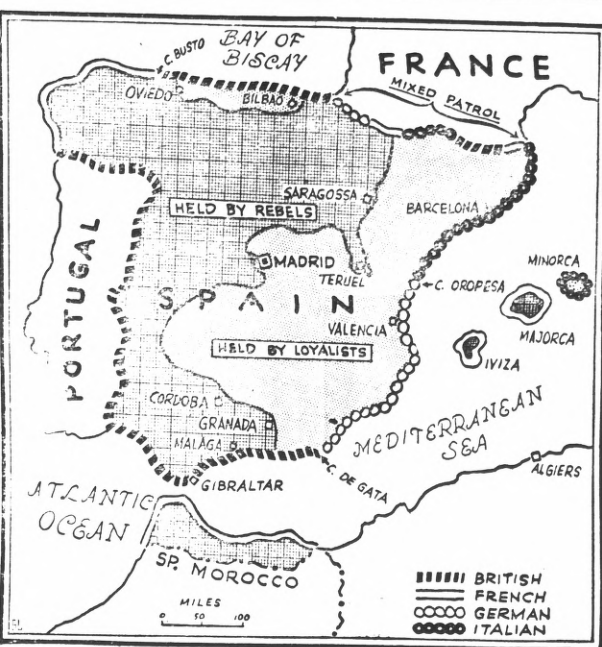 BAY OF
BISCAY
C. BUSTO
FRANCE
MIXED PATROL
OVIEDO
BILBAO
SARAGOSSA
HELD BY REBELS
BARCELONA
PORTUGAL
MADRID
TERUEL
MINORCA
C. OROPESA
SPAIN
VALENCIA
MAJORCA
HELD BY LOYALISTS
IVIZA
CORDOBA
GRANADA
MALAGA
MEDITERRANEAN
SEA
C. DE GATA
ALGIERS
GIBRALTAR
ATLANTIC
OCEAN
SP. MOROCCO
MILES
0 50 100
BRITISH
FRENCH
GERMAN
ITALIAN